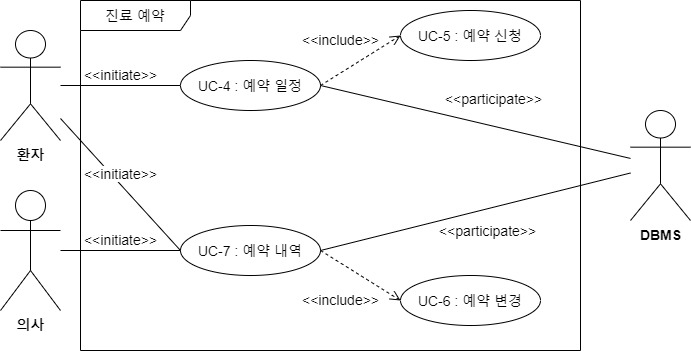 진료 예약
<<include>>
UC-5 : 예약 신청
<<initiate>>
UC-4 : 예약 일정
<<participate>>
환자
<<initiate>>
DBMS
<<initiate>>
UC-7 : 예약 내역
<<participate>>
<<include>>
UC-6 : 예약 변경
의사